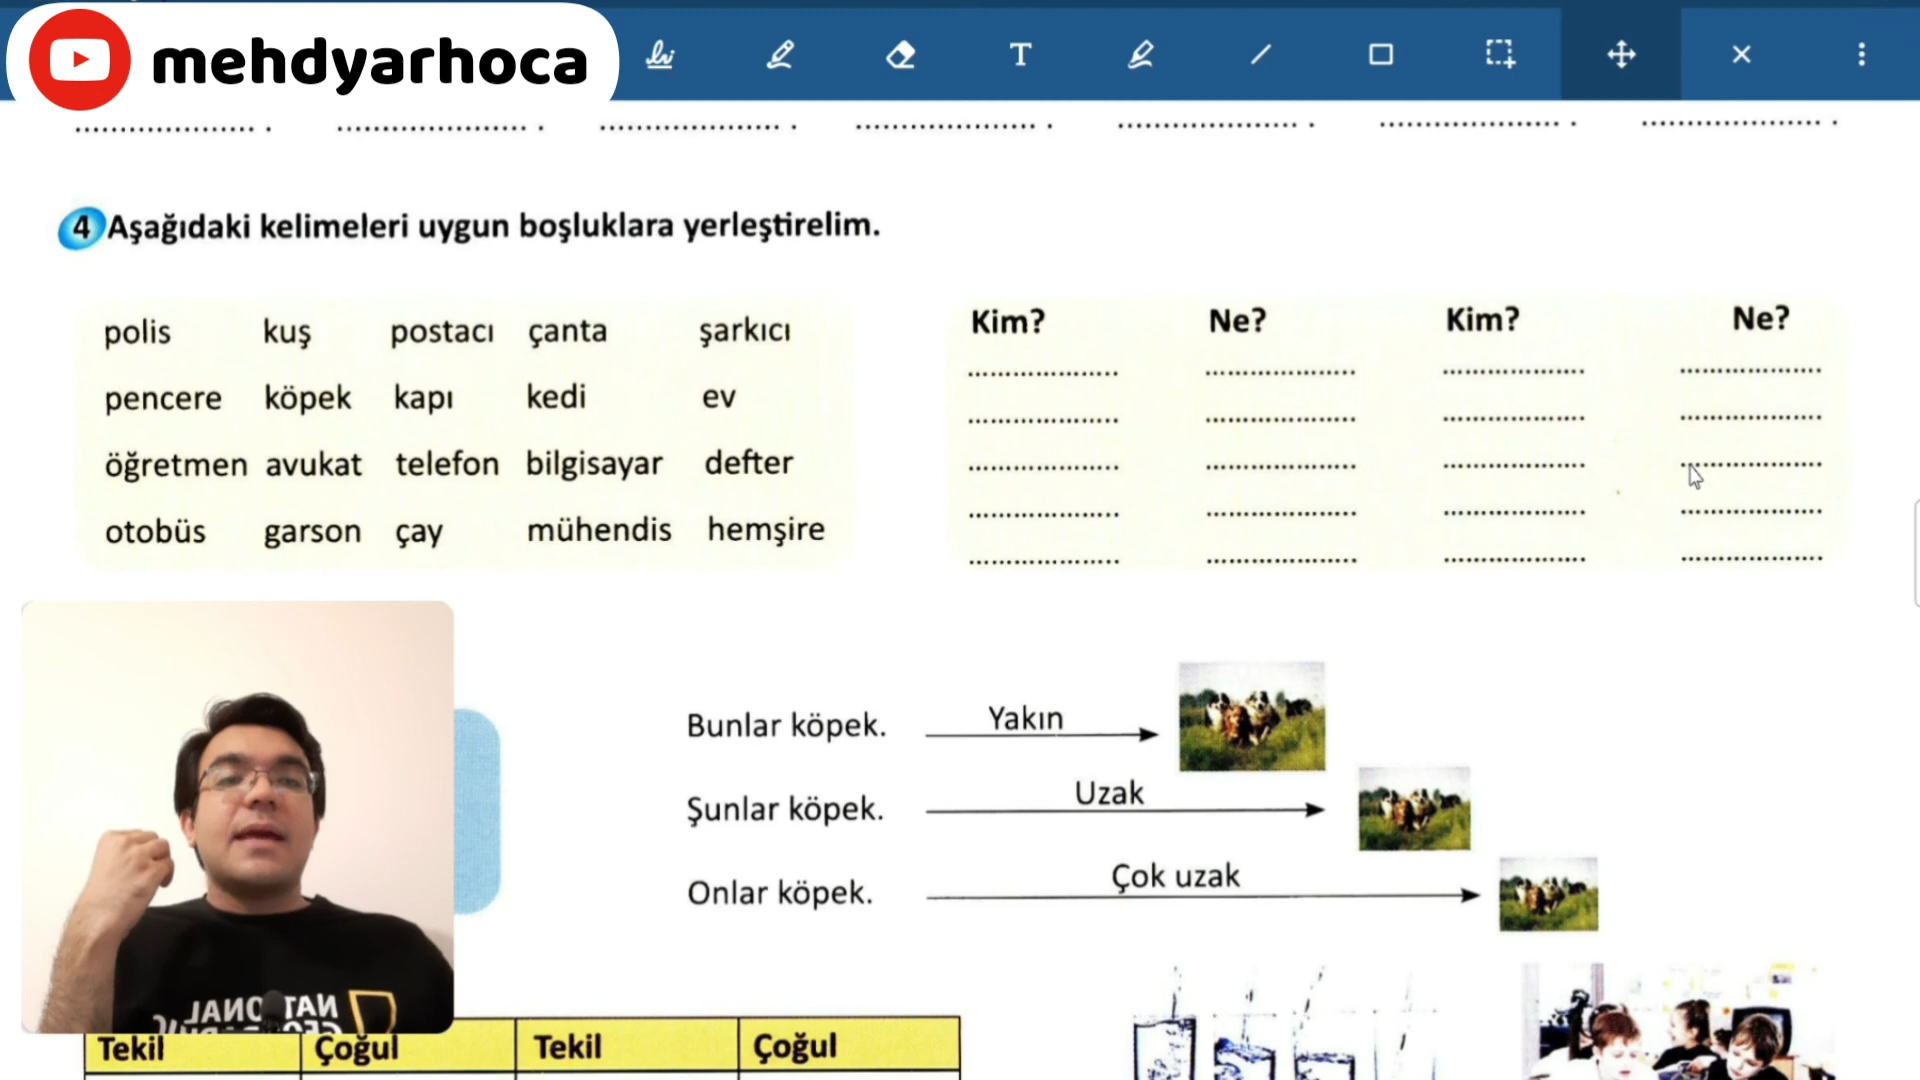 mehdyarhoca
T
4 Aşağıdaki kelimeleri uygun boşluklara yerleştirelim.
polis kuş postacı çanta şarkıcı
pencere köpek kapı kedi ev
öğretmen avukat telefon bilgisayar defter
otobüs garson çay mühendis hemşire
Kim? Ne? Kim? Ne?
Bunlar köpek. Yakın
Şunlar köpek. Uzak
Onlar köpek. Çok uzak
NATIONAL
Tekil Çoğul Tekil Çoğul